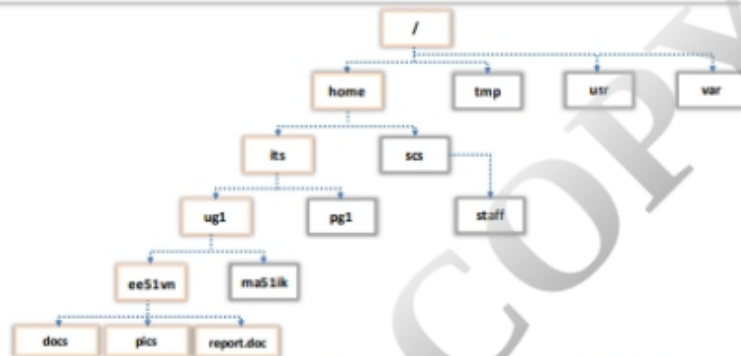 /
home tmp usr var
its scs
ug1 pg1 staff
ee51vn ma51ik
docs pics report.doc
COPY